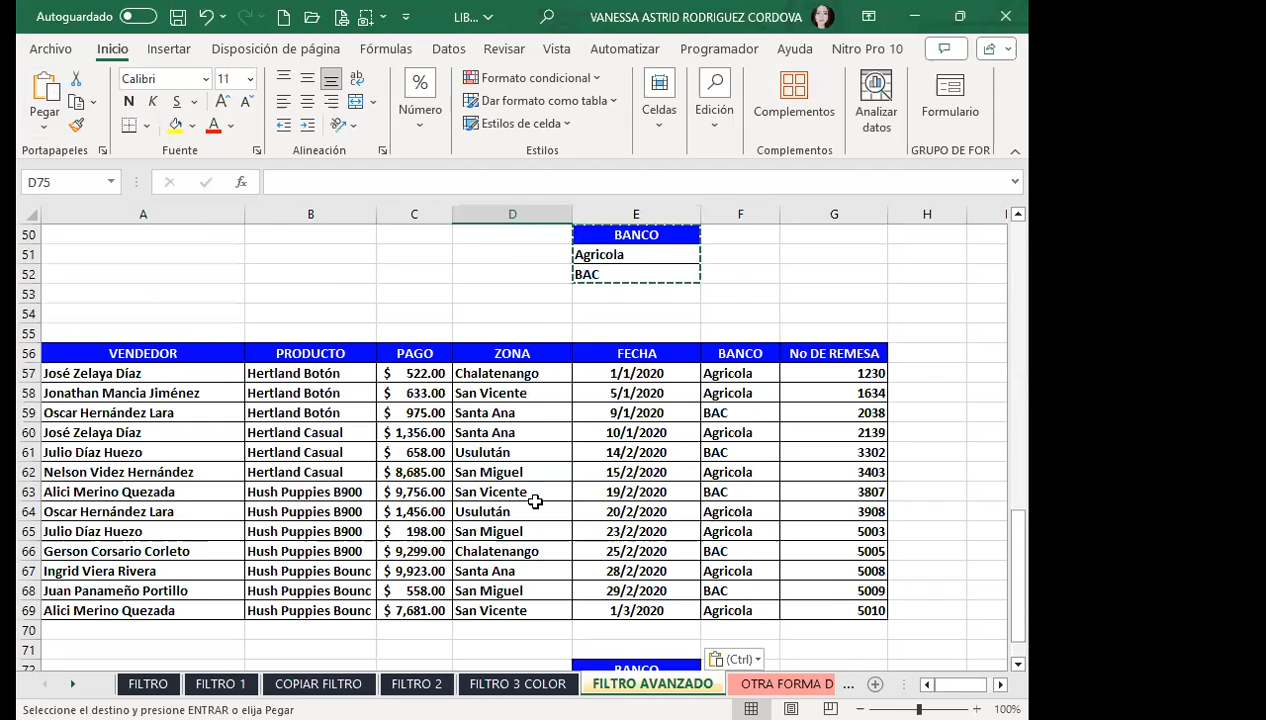 Autoguardado LIB... VANESSA ASTRID RODRIGUEZ CORDOVA
Archivo Inicio Insertar Disposición de página Fórmulas Datos Revisar Vista Automatizar Programador Ayuda Nitro Pro 10
Calibri 11 Formato condicional
Dar formato como tabla
Estilos de celda
Pegar N K S A A A % Número Celdas Edición Complementos Analizar datos Formulario
Portapapeles Fuente Alineación Estilos Complementos GRUPO DE FOR
D75 fx
A B C D E F G H I
50 BANCO
51 Agricola
52 BAC
53
54
55
56 VENDEDOR PRODUCTO PAGO ZONA FECHA BANCO No DE REMESA
57 José Zelaya Díaz Hertland Botón $ 522.00 Chalatenango 1/1/2020 Agricola 1230
58 Jonathan Mancia Jiménez Hertland Botón $ 633.00 San Vicente 5/1/2020 Agricola 1634
59 Oscar Hernández Lara Hertland Botón $ 975.00 Santa Ana 9/1/2020 BAC 2038
60 José Zelaya Díaz Hertland Casual $ 1,356.00 Santa Ana 10/1/2020 Agricola 2139
61 Julio Díaz Huezo Hertland Casual $ 658.00 Usulután 14/2/2020 BAC 3302
62 Nelson Videz Hernández Hertland Casual $ 8,685.00 San Miguel 15/2/2020 Agricola 3403
63 Alici Merino Quezada Hush Puppies B900 $ 9,756.00 San Vicente 19/2/2020 BAC 3807
64 Oscar Hernández Lara Hush Puppies B900 $ 1,456.00 Usulután 20/2/2020 Agricola 3908
65 Julio Díaz Huezo Hush Puppies B900 $ 198.00 San Miguel 23/2/2020 Agricola 5003
66 Gerson Corsario Corleto Hush Puppies B900 $ 9,299.00 Chalatenango 25/2/2020 BAC 5005
67 Ingrid Viera Rivera Hush Puppies Bounc $ 9,923.00 Santa Ana 28/2/2020 Agricola 5008
68 Juan Panameño Portillo Hush Puppies Bounc $ 558.00 San Miguel 29/2/2020 BAC 5009
69 Alici Merino Quezada Hush Puppies Bounc $ 7,681.00 San Vicente 1/3/2020 Agricola 5010
70
71
72 BANCO
(Ctrl)
FILTRO FILTRO 1 COPIAR FILTRO FILTRO 2 FILTRO 3 COLOR FILTRO AVANZADO OTRA FORMA D ...
Seleccione el destino y presione ENTRAR o elija Pegar 100%